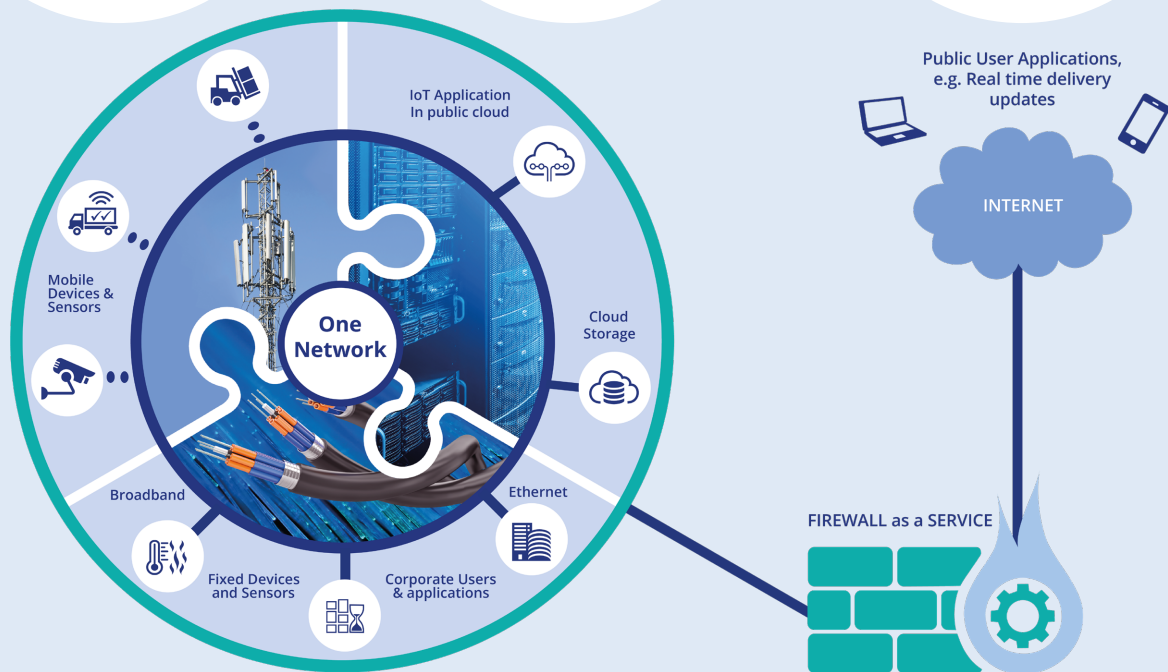 IoT Application
In public cloud
Public User Applications,
e.g. Real time delivery
updates
INTERNET
Mobile
Devices &
Sensors
One
Network
Cloud
Storage
Broadband
Ethernet
Fixed Devices
and Sensors
Corporate Users
& applications
FIREWALL as a SERVICE